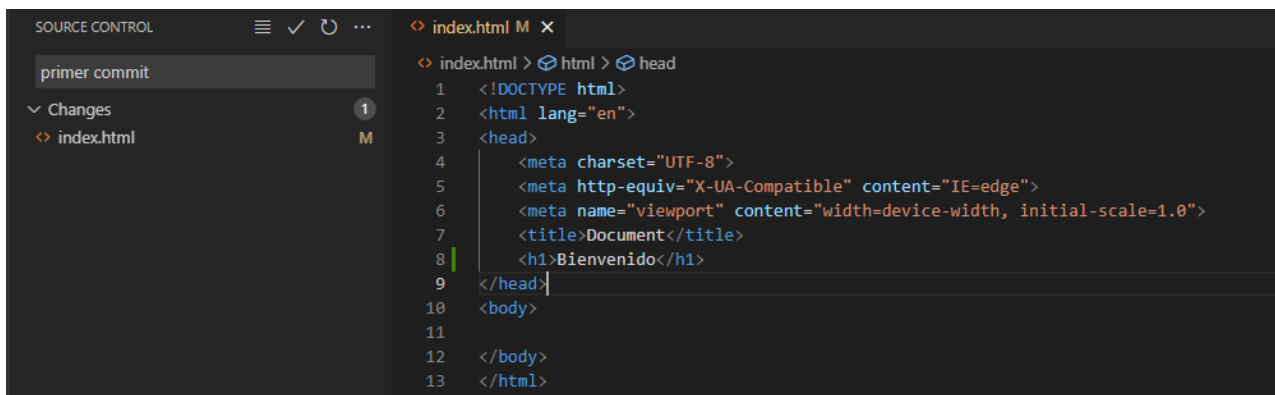 SOURCE CONTROL
primer commit
Changes 1
index.html M
index.html M
index.html > html > head
1 <!DOCTYPE html>
2 <html lang="en">
3 <head>
4 <meta charset="UTF-8">
5 <meta http-equiv="X-UA-Compatible" content="IE=edge">
6 <meta name="viewport" content="width=device-width, initial-scale=1.0">
7 <title>Document</title>
8 <h1>Bienvenido</h1>
9 </head>
10 <body>
11
12 </body>
13 </html>